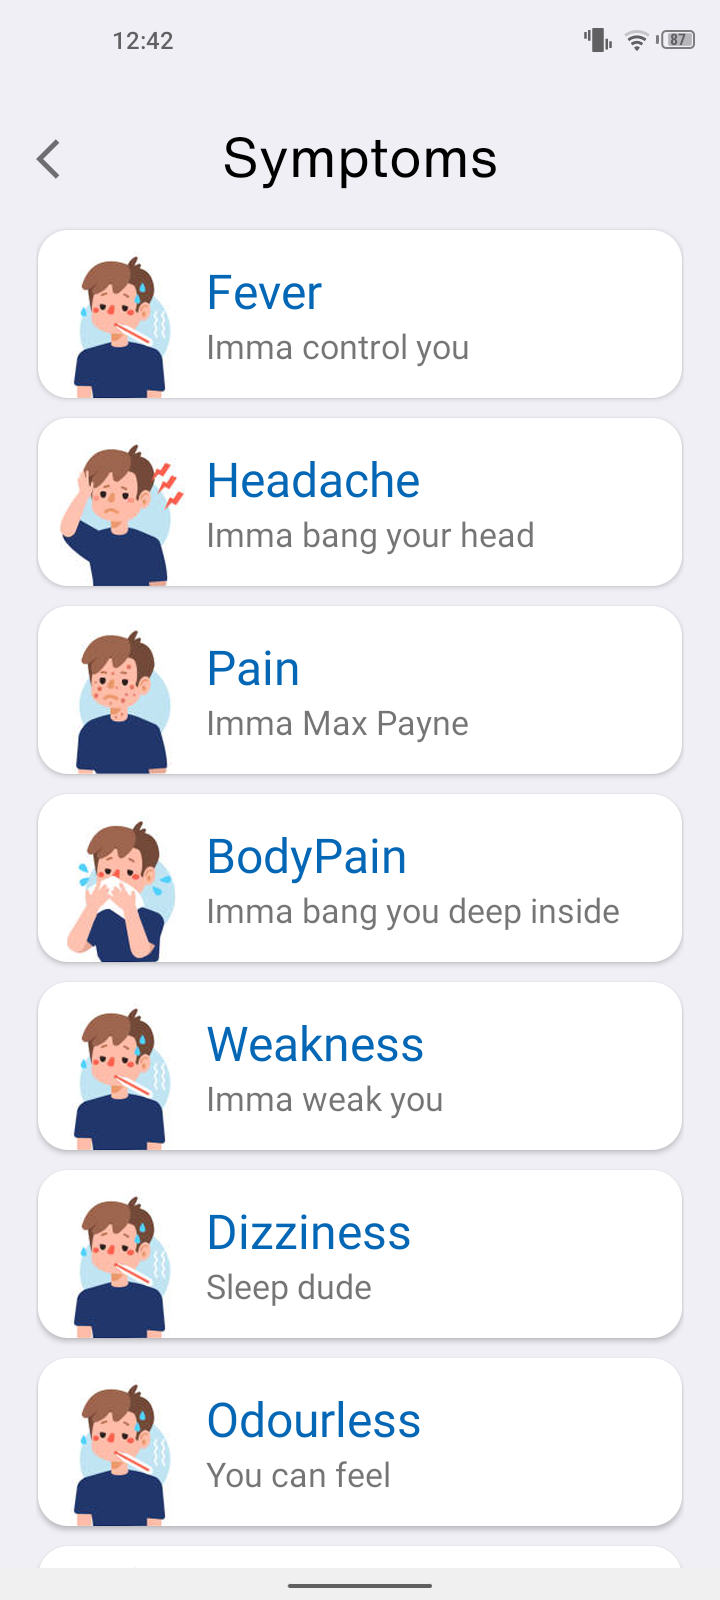 12:42
87
Symptoms
Fever
Imma control you
Headache
Imma bang your head
Pain
Imma Max Payne
BodyPain
Imma bang you deep inside
Weakness
Imma weak you
Dizziness
Sleep dude
Odourless
You can feel